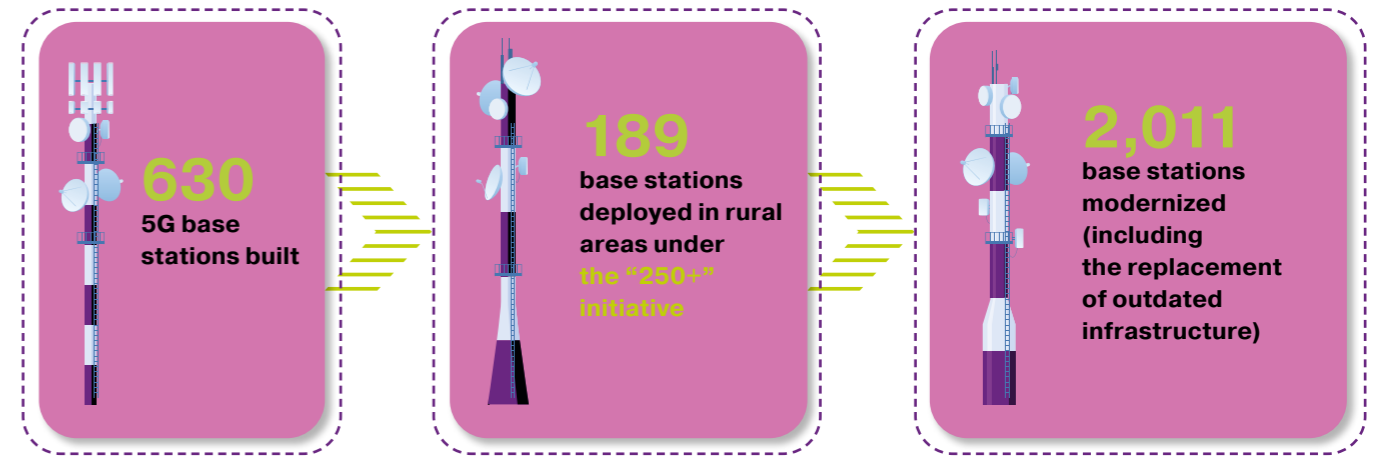 630
5G base
stations built
189
base stations
deployed in rural
areas under
the “250+”
initiative
2,011
base stations
modernized
(including
the replacement
of outdated
infrastructure)